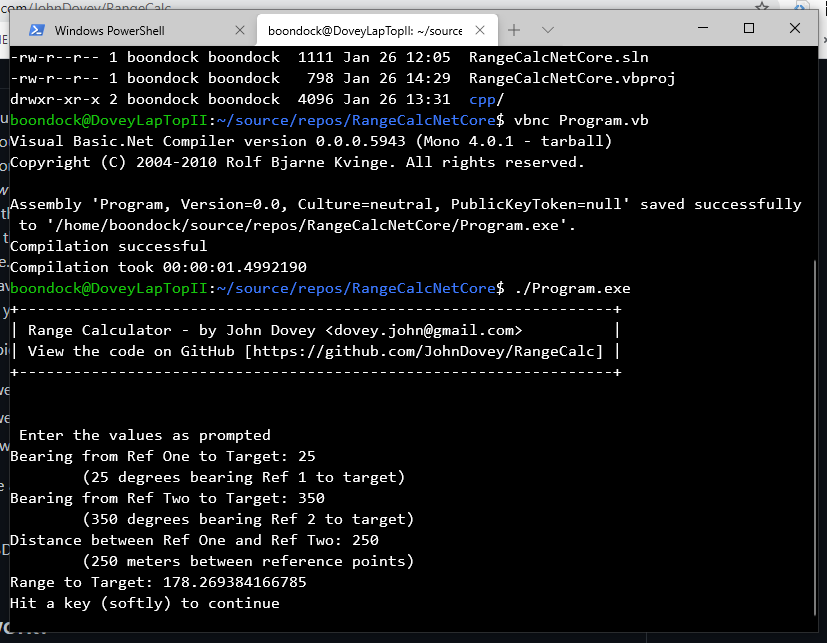 com/JohnDovey/RangeCalc
Windows PowerShell
boondock@DoveyLapTopII: ~/source
-rw-r--r-- 1 boondock boondock  1111 Jan 26 12:05  RangeCalcNetCore.sln
-rw-r--r-- 1 boondock boondock   798 Jan 26 14:29  RangeCalcNetCore.vbproj
drwxr-xr-x 2 boondock boondock  4096 Jan 26 13:31  cpp/
boondock@DoveyLapTopII:~/source/repos/RangeCalcNetCore$ vbnc Program.vb
Visual Basic.Net Compiler version 0.0.0.5943 (Mono 4.0.1 - tarball)
Copyright (C) 2004-2010 Rolf Bjarne Kvinge. All rights reserved.
Assembly 'Program, Version=0.0, Culture=neutral, PublicKeyToken=null' saved successfully
 to '/home/boondock/source/repos/RangeCalcNetCore/Program.exe'.
Compilation successful
Compilation took 00:00:01.4992190
boondock@DoveyLapTopII:~/source/repos/RangeCalcNetCore$ ./Program.exe
+------------------------------------------------------------------+
| Range Calculator - by John Dovey <dovey.john@gmail.com>          |
| View the code on GitHub [https://github.com/JohnDovey/RangeCalc] |
+------------------------------------------------------------------+
 Enter the values as prompted
Bearing from Ref One to Target: 25
        (25 degrees bearing Ref 1 to target)
Bearing from Ref Two to Target: 350
        (350 degrees bearing Ref 2 to target)
Distance between Ref One and Ref Two: 250
        (250 meters between reference points)
Range to Target: 178.269384166785
Hit a key (softly) to continue